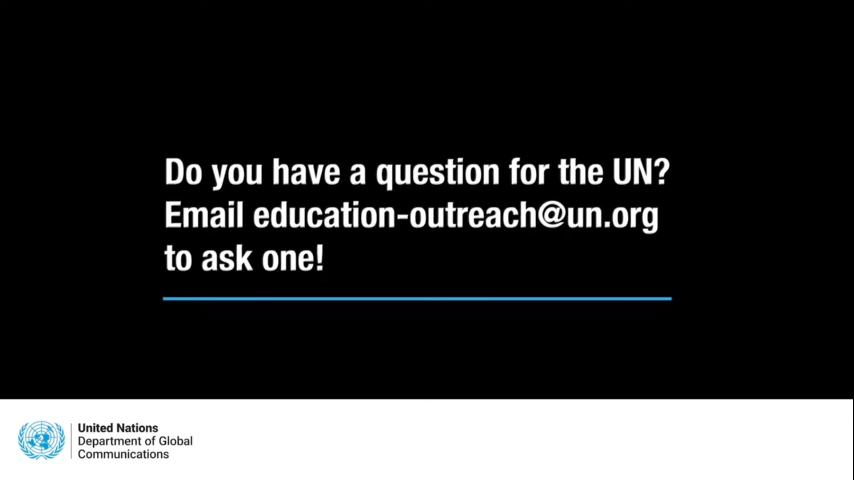 Do you have a question for the UN?
Email education-outreach@un.org
to ask one!
United Nations
Department of Global
Communications